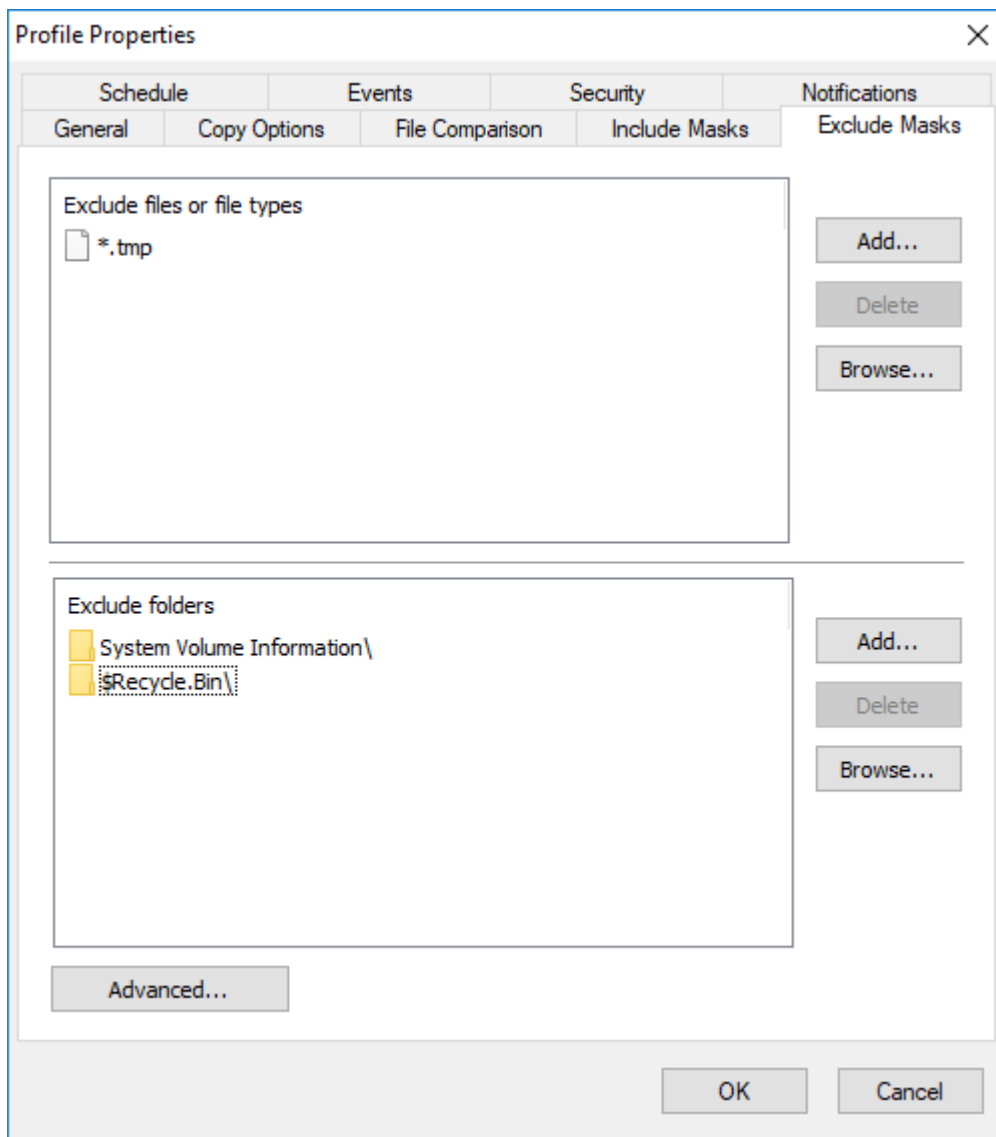 Profile Properties
Schedule Events Security Notifications
General Copy Options File Comparison Include Masks Exclude Masks
Exclude files or file types
*.tmp
Add...
Delete
Browse...
Exclude folders
System Volume Information\
$Recycle.Bin\
Add...
Delete
Browse...
Advanced...
OK Cancel